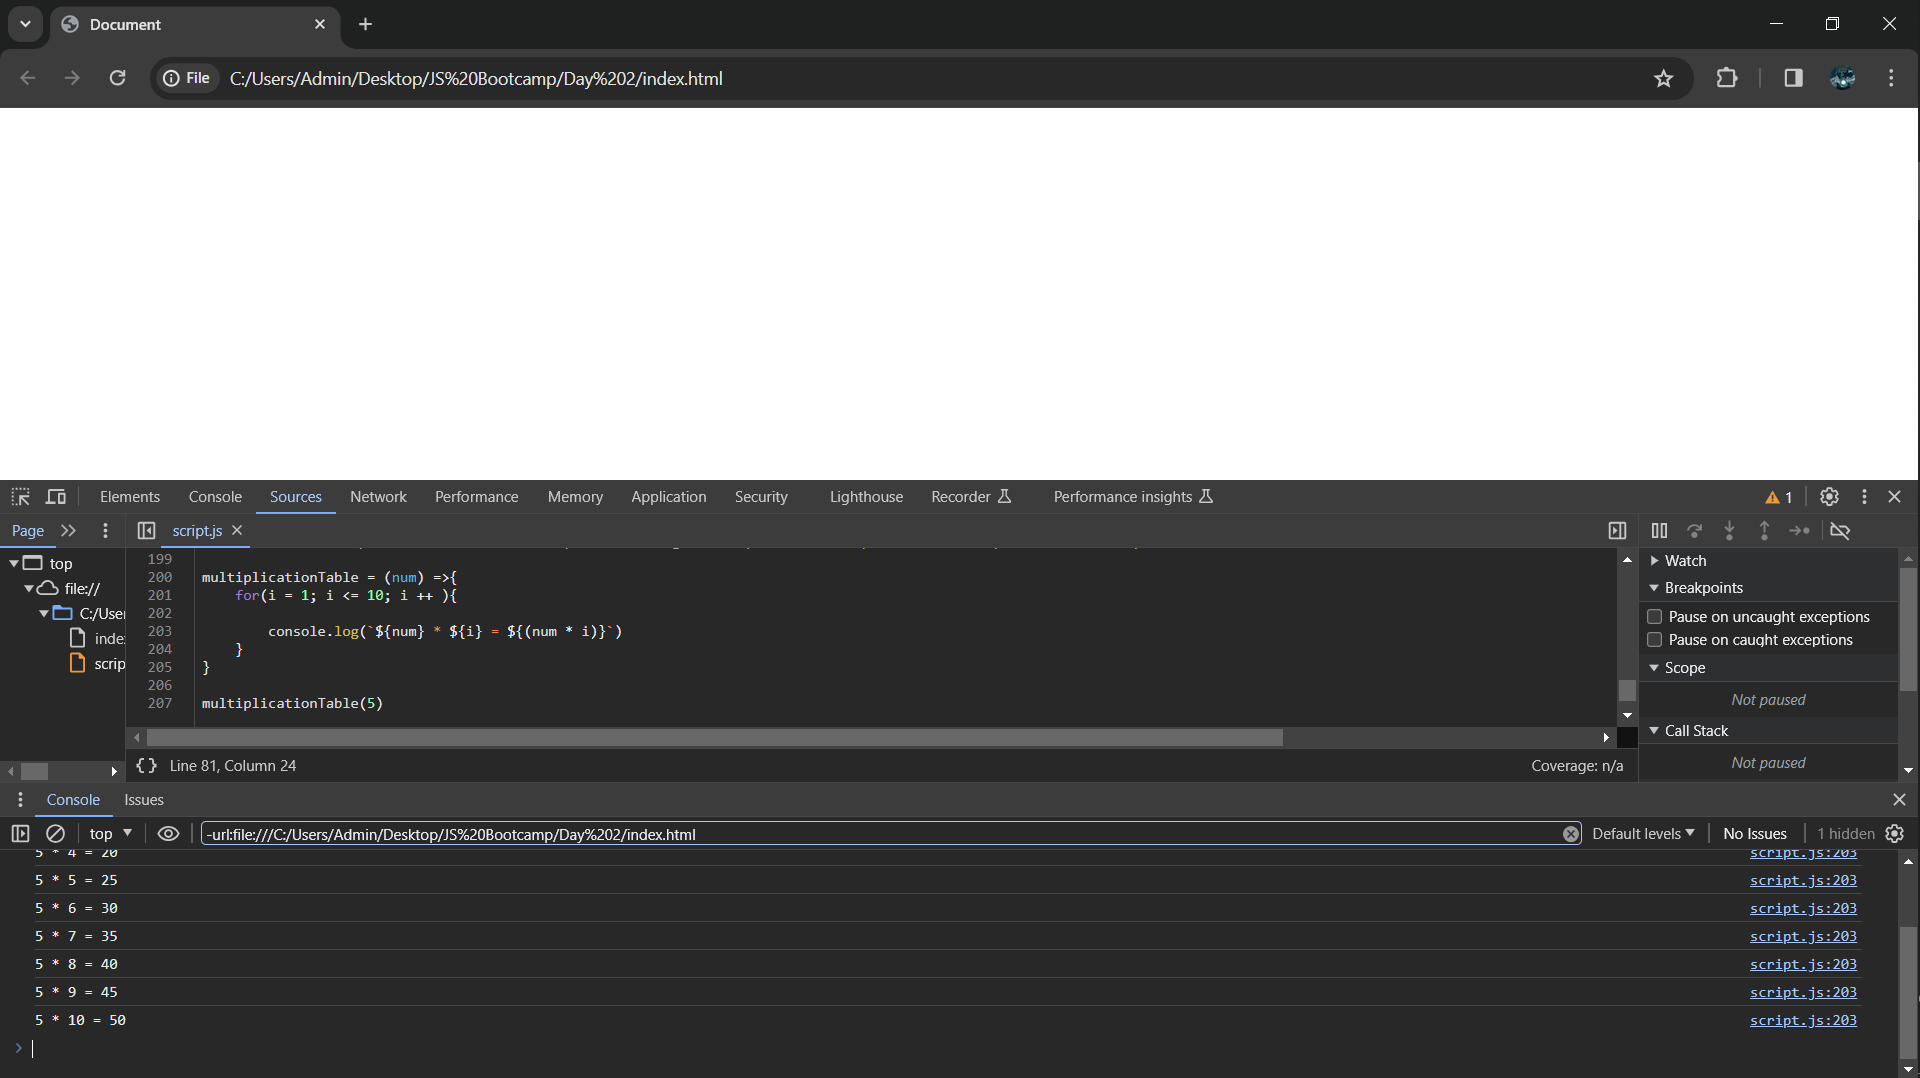 Document
File C:/Users/Admin/Desktop/JS%20Bootcamp/Day%202/index.html
Elements Console Sources Network Performance Memory Application Security Lighthouse Recorder Performance insights 1
Page script.js
top
file://
C:/User
inde
scrip
199
200 multiplicationTable = (num) =>{
201 for(i = 1; i <= 10; i ++ ){
202
203 console.log(`${num} * ${i} = ${(num * i)}`)
204 }
205 }
206
207 multiplicationTable(5)
{} Line 81, Column 24 Coverage: n/a
Watch
Breakpoints
Pause on uncaught exceptions
Pause on caught exceptions
Scope
Not paused
Call Stack
Not paused
Console Issues
top -url:file:///C:/Users/Admin/Desktop/JS%20Bootcamp/Day%202/index.html Default levels No Issues 1 hidden
5 * 4 = 20 script.js:203
5 * 5 = 25 script.js:203
5 * 6 = 30 script.js:203
5 * 7 = 35 script.js:203
5 * 8 = 40 script.js:203
5 * 9 = 45 script.js:203
5 * 10 = 50 script.js:203